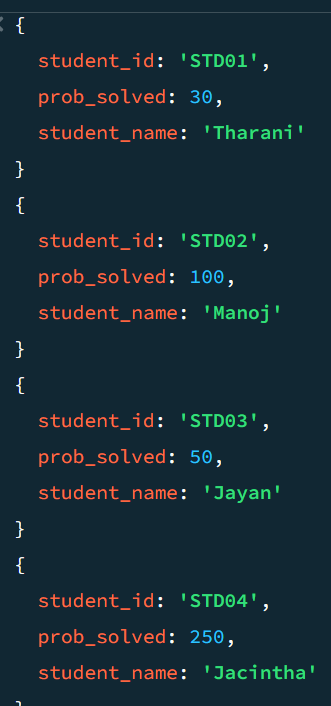 {
student_id: 'STD01',
prob_solved: 30,
student_name: 'Tharani'
}
{
student_id: 'STD02',
prob_solved: 100,
student_name: 'Manoj'
}
{
student_id: 'STD03',
prob_solved: 50,
student_name: 'Jayan'
}
{
student_id: 'STD04',
prob_solved: 250,
student_name: 'Jacintha'
}